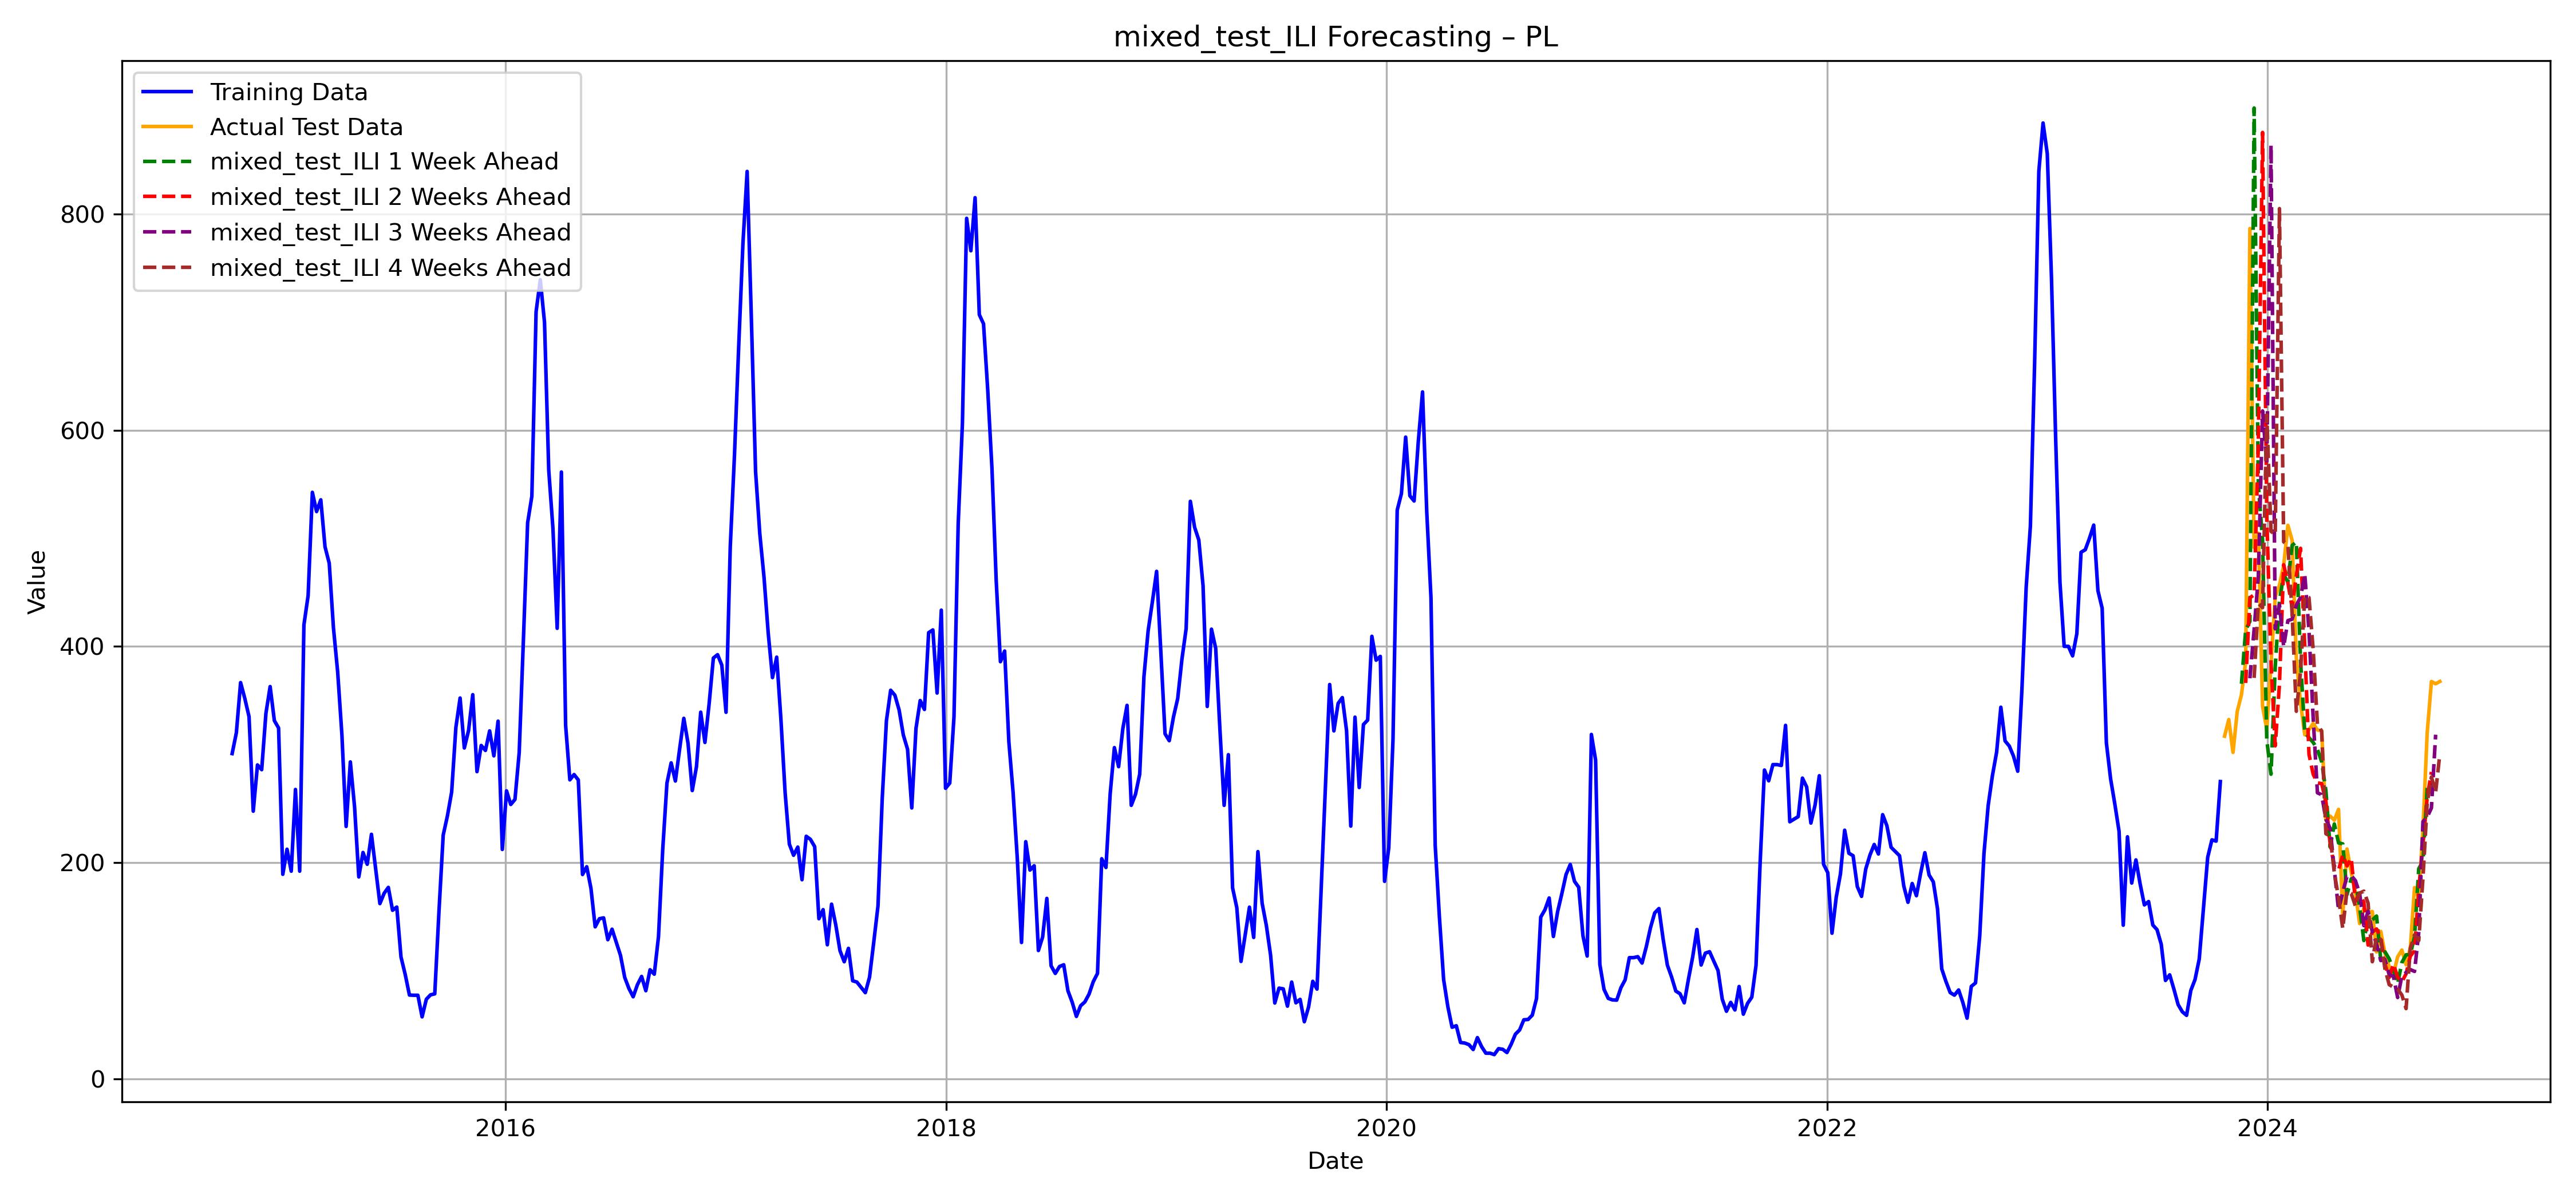 mixed_test_ILI Forecasting – PL
Training Data
Actual Test Data
mixed_test_ILI 1 Week Ahead
mixed_test_ILI 2 Weeks Ahead
mixed_test_ILI 3 Weeks Ahead
mixed_test_ILI 4 Weeks Ahead
Value
800
600
400
200
0
2016
2018
2020
2022
2024
Date